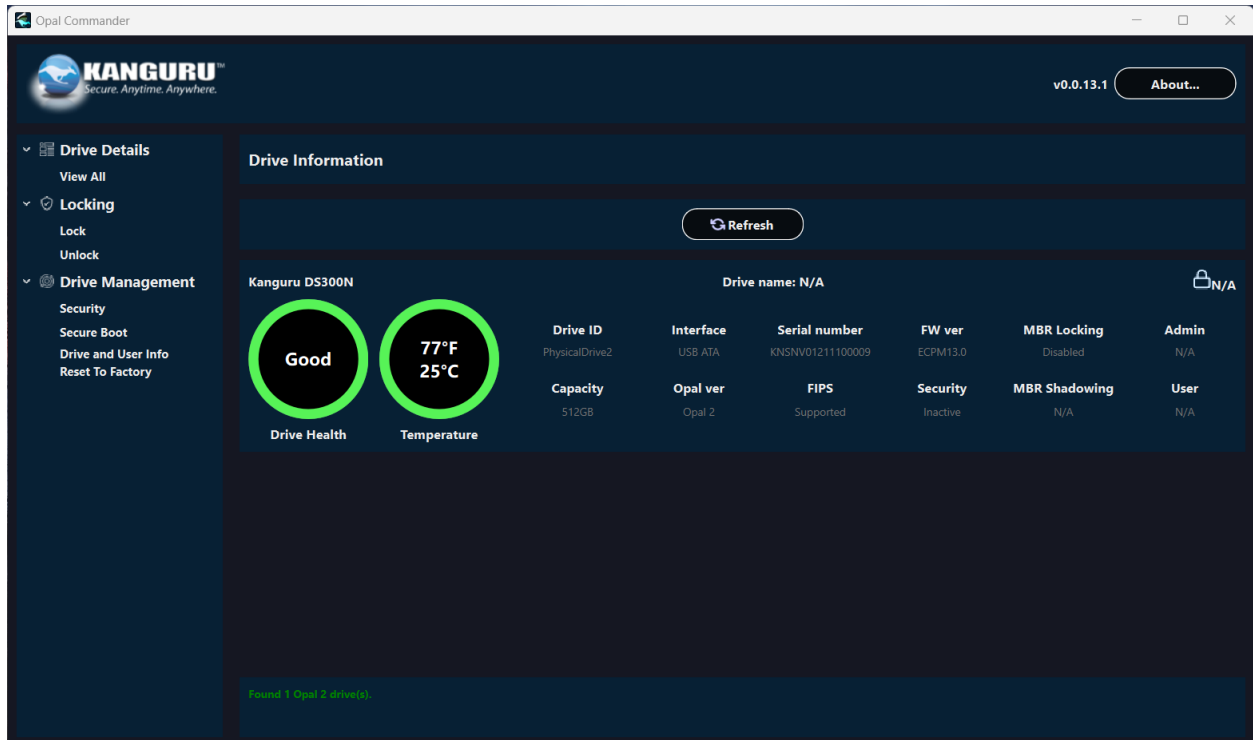 Opal Commander
KANGURU™
Secure. Anytime. Anywhere.
v0.0.13.1
About...
Drive Details
View All
Locking
Lock
Unlock
Drive Management
Security
Secure Boot
Drive and User Info
Reset To Factory
Drive Information
Refresh
Kanguru DS300N
Drive name: N/A
N/A
Good
Drive Health
77°F
25°C
Temperature
Drive ID Interface Serial number FW ver MBR Locking Admin
PhysicalDrive2 USB ATA KNSNV01211100009 ECPM13.0 Disabled N/A
Capacity Opal ver FIPS Security MBR Shadowing User
512GB Opal 2 Supported Inactive N/A N/A
Found 1 Opal 2 drive(s).